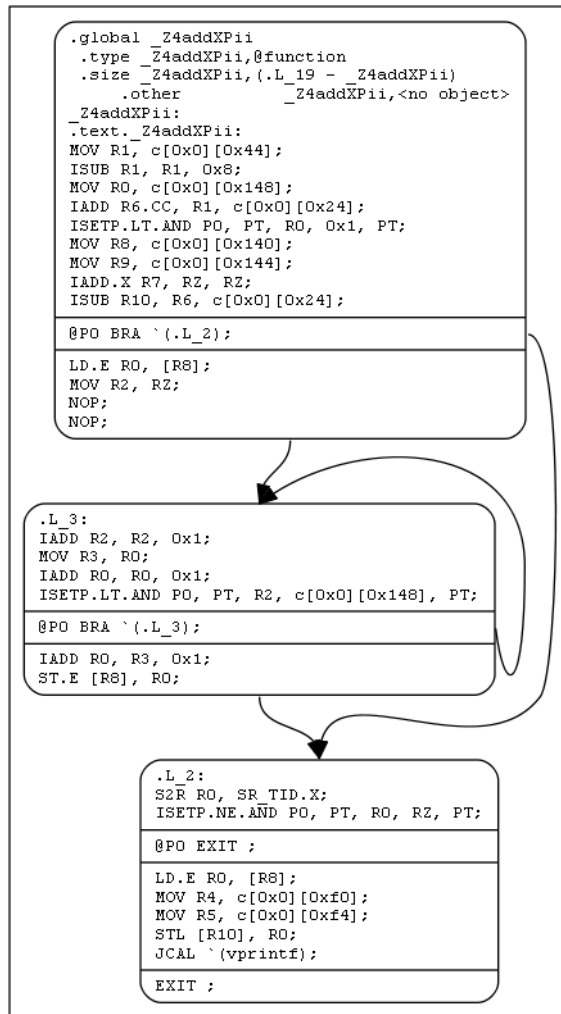 .global _Z4addXPii
.type _Z4addXPii,@function
.size _Z4addXPii,(.L_19 - _Z4addXPii)
.other _Z4addXPii,<no object>
_Z4addXPii:
.text._Z4addXPii:
MOV R1, c[0x0][0x44];
ISUB R1, R1, 0x8;
MOV R0, c[0x0][0x148];
IADD R6.CC, R1, c[0x0][0x24];
ISETP.LT.AND P0, PT, R0, 0x1, PT;
MOV R8, c[0x0][0x140];
MOV R9, c[0x0][0x144];
IADD.X R7, RZ, RZ;
ISUB R10, R6, c[0x0][0x24];
@P0 BRA `(.L_2);
LD.E R0, [R8];
MOV R2, RZ;
NOP;
NOP;
.L_3:
IADD R2, R2, 0x1;
MOV R3, R0;
IADD R0, R0, 0x1;
ISETP.LT.AND P0, PT, R2, c[0x0][0x148], PT;
@P0 BRA `(.L_3);
IADD R0, R3, 0x1;
ST.E [R8], R0;
.L_2:
S2R R0, SR_TID.X;
ISETP.NE.AND P0, PT, R0, RZ, PT;
@P0 EXIT ;
LD.E R0, [R8];
MOV R4, c[0x0][0xf0];
MOV R5, c[0x0][0xf4];
STL [R10], R0;
JCAL `(vprintf);
EXIT ;